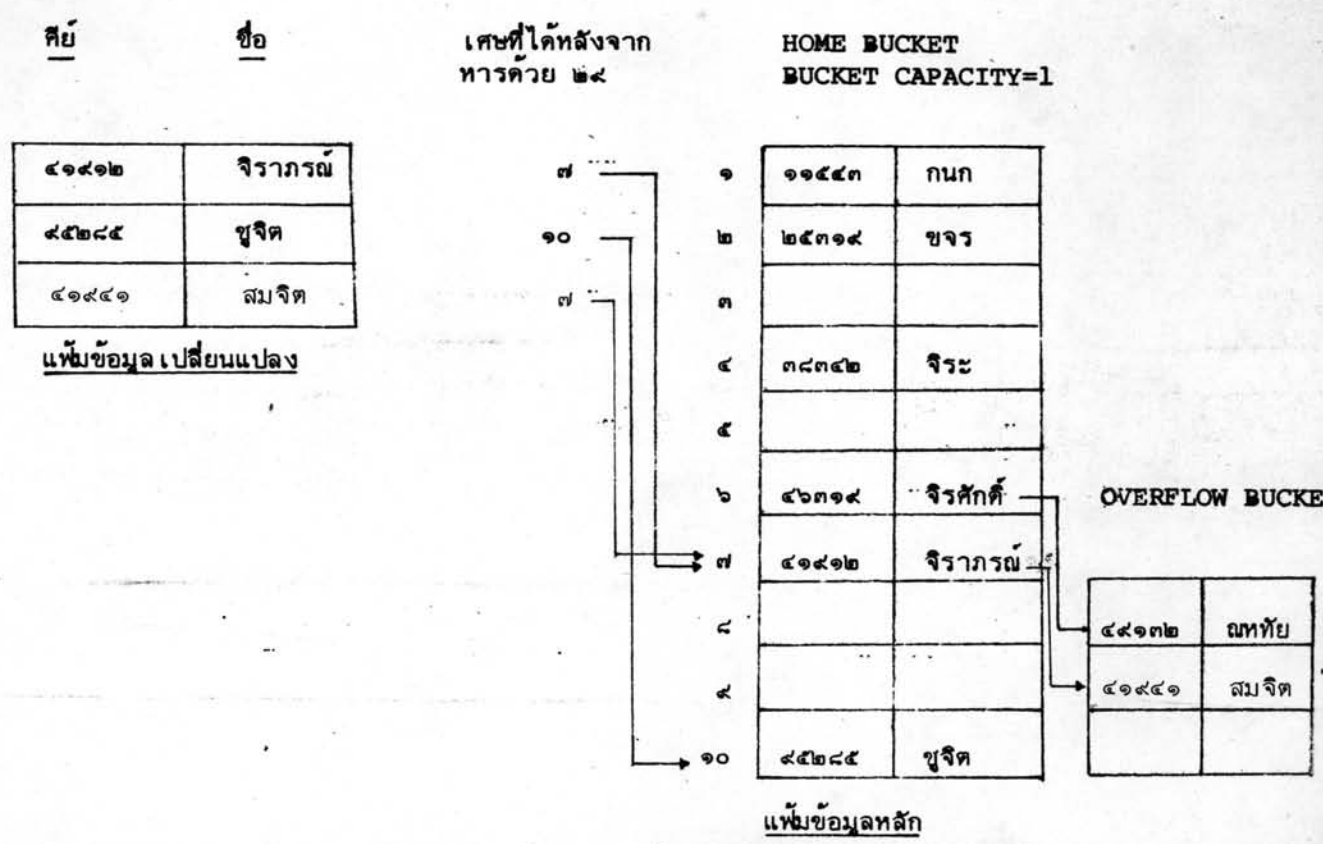 คีย์ ชื่อ เศษที่ได้หลังจาก HOME BUCKET
หารด้วย ๒๙ BUCKET CAPACITY=1
๔๑๙๑๒ จิราภรณ์ ๗ ๑ ๑๑๕๔๓ กนก
๙๕๒๘๕ ชูจิต ๑๐ ๒ ๒๕๓๑๙ ขจร
๔๑๙๔๑ สมจิต ๗ ๓
แฟ้มข้อมูลเปลี่ยนแปลง ๔ ๓๘๓๔๒ จิระ
๕
๖ ๔๖๓๑๙ จิรศักดิ์ OVERFLOW BUCKE
๗ ๔๑๙๑๒ จิราภรณ์
๘ ๔๙๑๓๒ ณหทัย
๙ ๔๑๙๔๑ สมจิต
๑๐ ๙๕๒๘๕ ชูจิต
แฟ้มข้อมูลหลัก